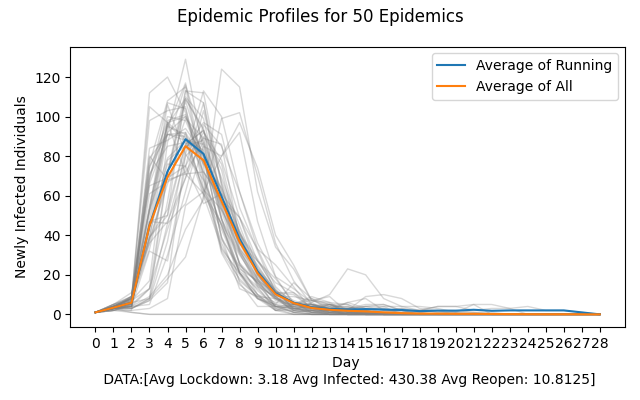 Epidemic Profiles for 50 Epidemics
Average of Running
Average of All
120
100
80
60
40
20
0
Newly Infected Individuals
0 1 2 3 4 5 6 7 8 9 10 11 12 13 14 15 16 17 18 19 20 21 22 23 24 25 26 27 28
Day
DATA:[Avg Lockdown: 3.18 Avg Infected: 430.38 Avg Reopen: 10.8125]